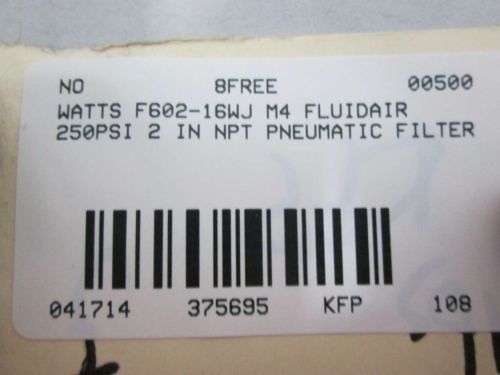 NO 8FREE 00500
WATTS F602-16WJ M4 FLUIDAIR
250PSI 2 IN NPT PNEUMATIC FILTER
041714 375695 KFP 108